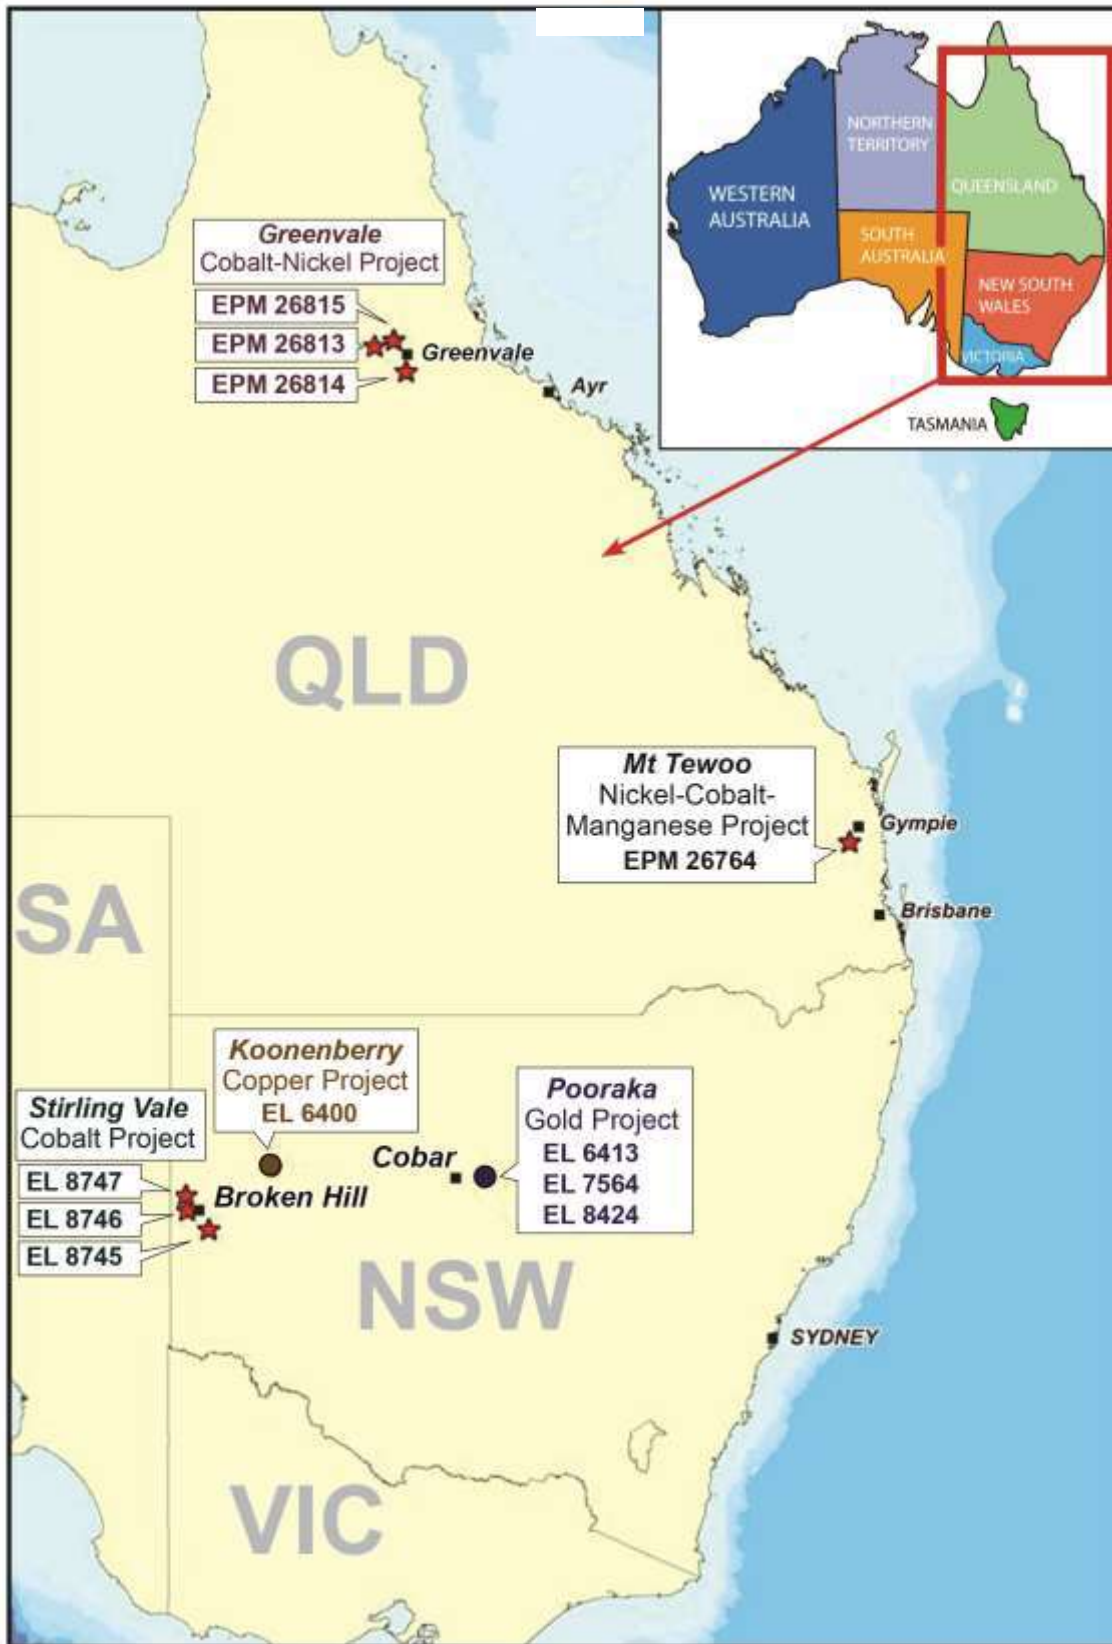 NORTHERN
TERRITORY
QUEENSLAND
WESTERN
AUSTRALIA
SOUTH
AUSTRALIA
NEW SOUTH
WALES
VICTORIA
TASMANIA
Greenvale
Cobalt-Nickel Project
EPM 26815
EPM 26813
EPM 26814
Greenvale
Ayr
QLD
Mt Tewoo
Nickel-Cobalt-
Manganese Project
EPM 26764
Gympie
Brisbane
SA
Koonenberry
Copper Project
EL 6400
Stirling Vale
Cobalt Project
EL 8747
EL 8746
EL 8745
Broken Hill
Cobar
Pooraka
Gold Project
EL 6413
EL 7564
EL 8424
NSW
SYDNEY
VIC